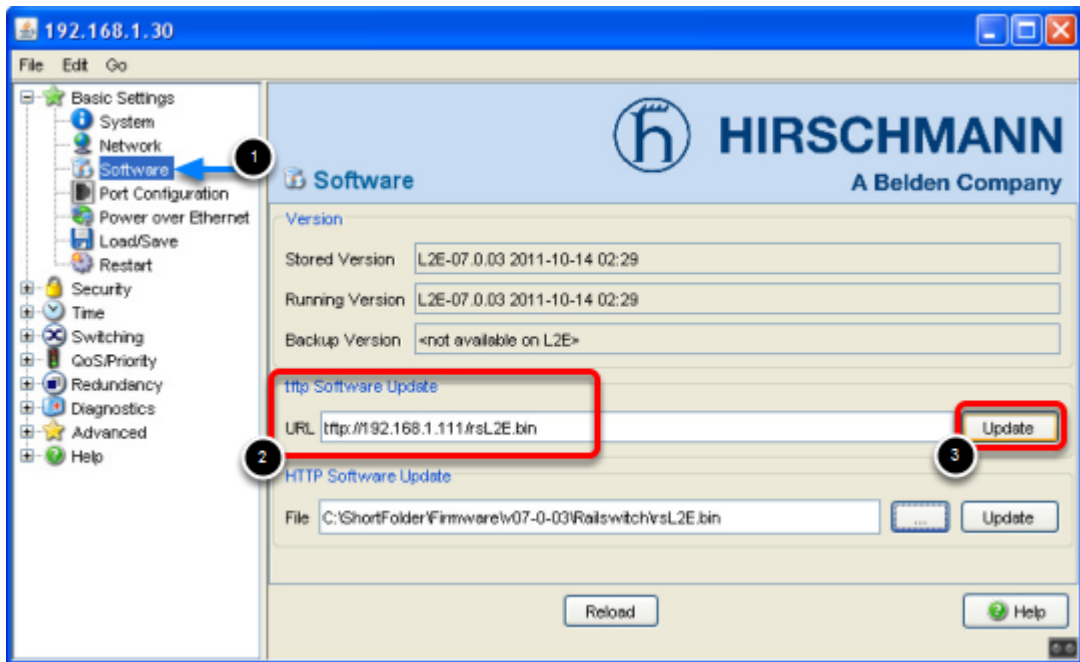 192.168.1.30
File Edit Go
Basic Settings
System
Network
Software
1
Port Configuration
Power over Ethernet
Load/Save
Restart
Security
Time
Switching
QoS/Priority
Redundancy
Diagnostics
Advanced
Help
HIRSCHMANN
A Belden Company
Software
Version
Stored Version L2E-07.0.03 2011-10-14 02:29
Running Version L2E-07.0.03 2011-10-14 02:29
Backup Version <not available on L2E>
tftp Software Update
URL tftp://192.168.1.111/rsL2E.bin Update
2
3
HTTP Software Update
File C:\ShortFolder\Firmware\v07-0-03\Railswitch\rsL2E.bin ... Update
Reload
Help